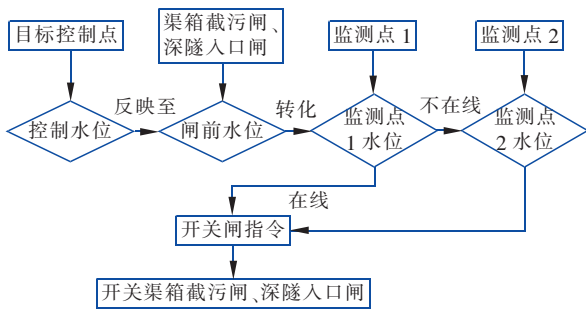 目标控制点
渠箱截污闸、
深隧入口闸
监测点 1
监测点 2
控制水位
反映至
闸前水位
转化
监测点
1 水位
不在线
监测点
2 水位
在线
开关闸指令
开关渠箱截污闸、深隧入口闸